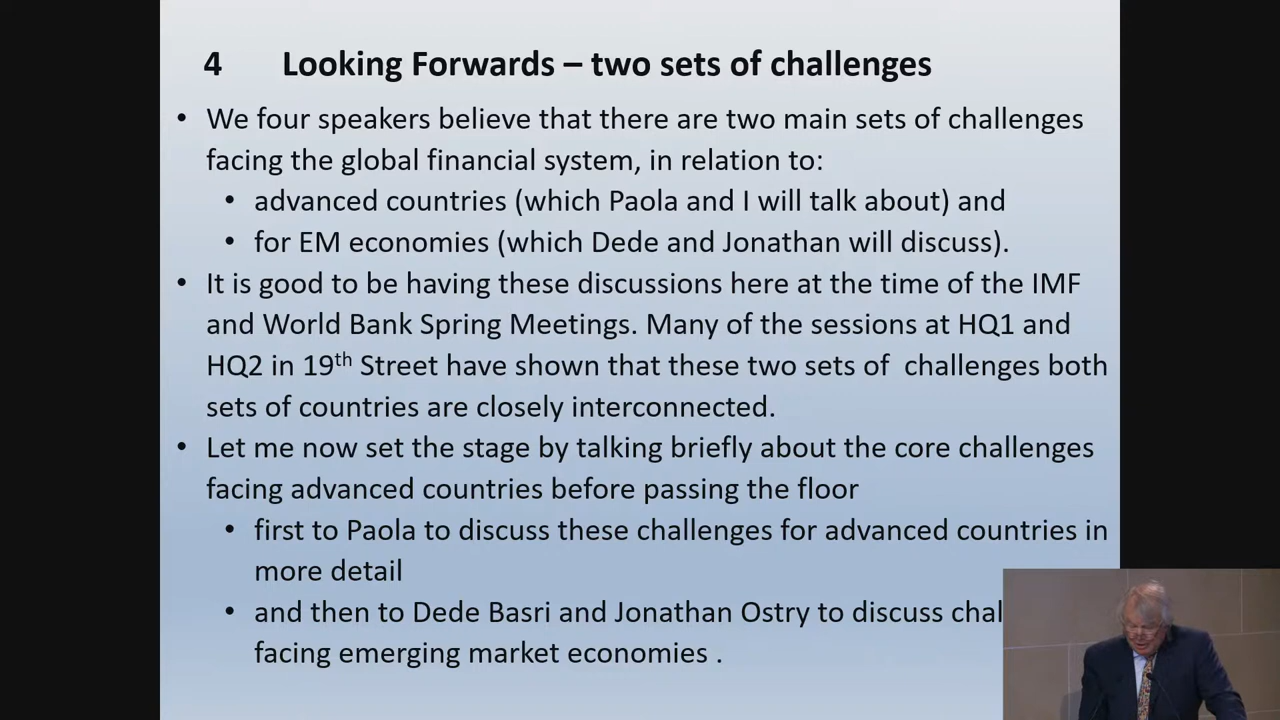 4 Looking Forwards – two sets of challenges
• We four speakers believe that there are two main sets of challenges
facing the global financial system, in relation to:
• advanced countries (which Paola and I will talk about) and
• for EM economies (which Dede and Jonathan will discuss).
• It is good to be having these discussions here at the time of the IMF
and World Bank Spring Meetings. Many of the sessions at HQ1 and
HQ2 in 19th Street have shown that these two sets of challenges both
sets of countries are closely interconnected.
• Let me now set the stage by talking briefly about the core challenges
facing advanced countries before passing the floor
• first to Paola to discuss these challenges for advanced countries in
more detail
• and then to Dede Basri and Jonathan Ostry to discuss chal
facing emerging market economies .